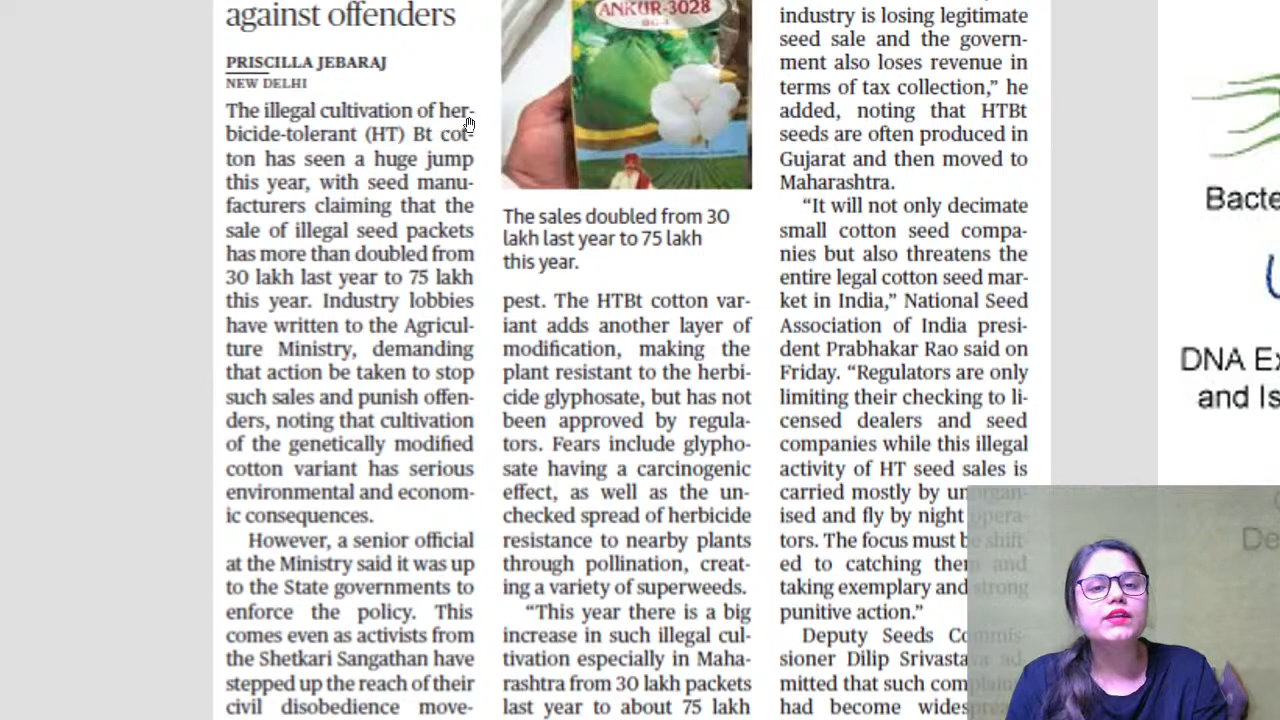 against offenders
PRISCILLA JEBARAJ
NEW DELHI
The illegal cultivation of her-
bicide-tolerant (HT) Bt cot-
ton has seen a huge jump
this year, with seed manu-
facturers claiming that the
sale of illegal seed packets
has more than doubled from
30 lakh last year to 75 lakh
this year. Industry lobbies
have written to the Agricul-
ture Ministry, demanding
that action be taken to stop
such sales and punish offen-
ders, noting that cultivation
of the genetically modified
cotton variant has serious
environmental and econom-
ic consequences.
However, a senior official
at the Ministry said it was up
to the State governments to
enforce the policy. This
comes even as activists from
the Shetkari Sangathan have
stepped up the reach of their
civil disobedience move-
ANKUR-3028
The sales doubled from 30
lakh last year to 75 lakh
this year.
pest. The HTBt cotton var-
iant adds another layer of
modification, making the
plant resistant to the herbi-
cide glyphosate, but has not
been approved by regula-
tors. Fears include glypho-
sate having a carcinogenic
effect, as well as the un-
checked spread of herbicide
resistance to nearby plants
through pollination, creat-
ing a variety of superweeds.
“This year there is a big
increase in such illegal cul-
tivation especially in Maha-
rashtra from 30 lakh packets
last year to about 75 lakh
industry is losing legitimate
seed sale and the govern-
ment also loses revenue in
terms of tax collection,” he
added, noting that HTBt
seeds are often produced in
Gujarat and then moved to
Maharashtra.
“It will not only decimate
small cotton seed compa-
nies but also threatens the
entire legal cotton seed mar-
ket in India,” National Seed
Association of India presi-
dent Prabhakar Rao said on
Friday. “Regulators are only
limiting their checking to li-
censed dealers and seed
companies while this illegal
activity of HT seed sales is
carried mostly by unorgan-
ised and fly by night opera-
tors. The focus must be shift-
ed to catching them and
taking exemplary and strong
punitive action.”
Deputy Seeds Commis-
sioner Dilip Srivastava ad-
mitted that such complaints
had become widespread
Bacte
DNA Ex
and Is
De